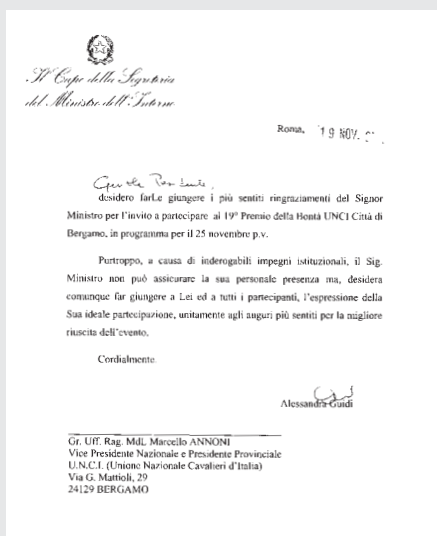 Il Capo della Segreteria
del Ministro dell'Interno
Roma, 19 NOV.
desidero farLe giungere i più sentiti ringraziamenti del Signor
Ministro per l'invito a partecipare al 19° Premio della Bontà UNCI Città di
Bergamo, in programma per il 25 novembre p.v.
Purtroppo, a causa di inderogabili impegni istituzionali, il Sig.
Ministro non può assicurare la sua personale presenza ma, desidera
comunque far giungere a Lei ed a tutti i partecipanti, l'espressione della
Sua ideale partecipazione, unitamente agli auguri più sentiti per la migliore
riuscita dell'evento.
Cordialmente.
Alessandra Guidi
Gr. Uff. Rag. MdL Marcello ANNONI
Vice Presidente Nazionale e Presidente Provinciale
U.N.C.I. (Unione Nazionale Cavalieri d'Italia)
Via G. Mattioli, 29
24129 BERGAMO